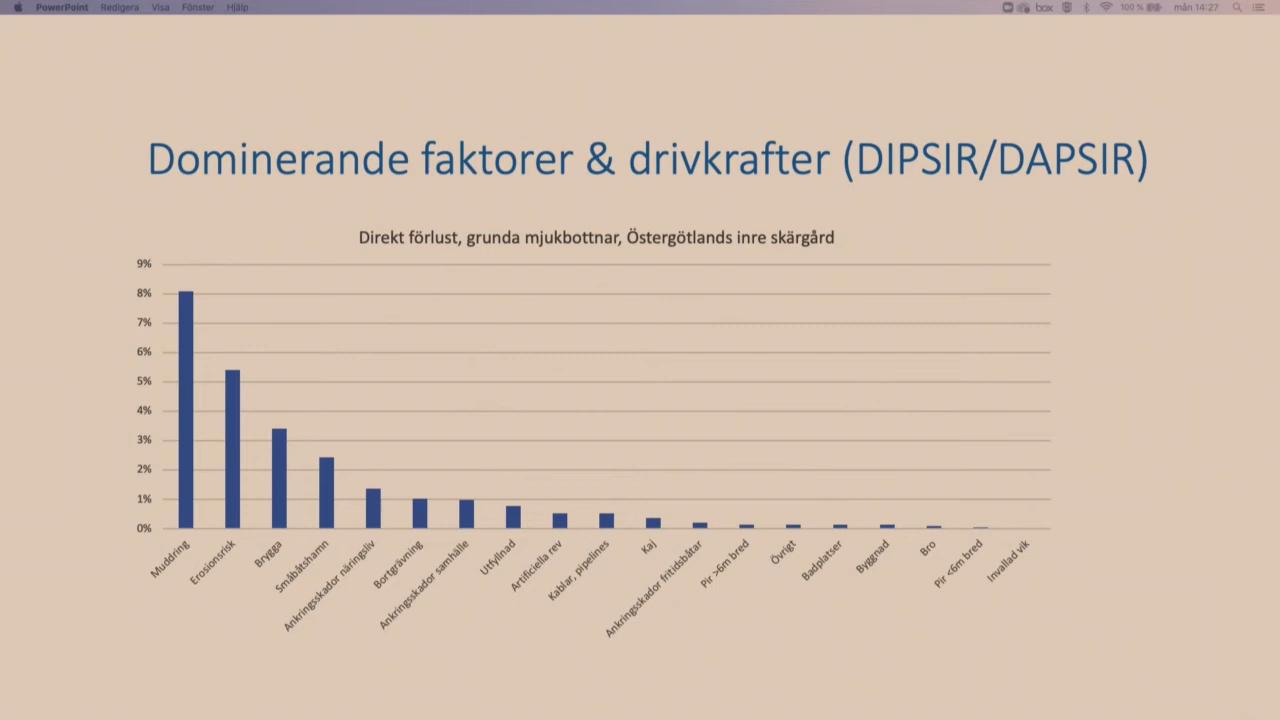 PowerPoint Redigera Visa Fönster Hjälp box 100 % mån 14:27
Dominerande faktorer & drivkrafter (DIPSIR/DAPSIR)
Direkt förlust, grunda mjukbottnar, Östergötlands inre skärgård
9%
8%
7%
6%
5%
4%
3%
2%
1%
0%
Muddring
Erosionsrisk
Brygga
Småbåtshamn
Ankringsskador näringsliv
Bortgrävning
Ankringsskador samhälle
Utfyllnad
Artificiella rev
Kablar, pipelines
Kaj
Ankringsskador fritidsbåtar
Pir >6m bred
Övrigt
Badplatser
Byggnad
Bro
Pir <6m bred
Invallad vik